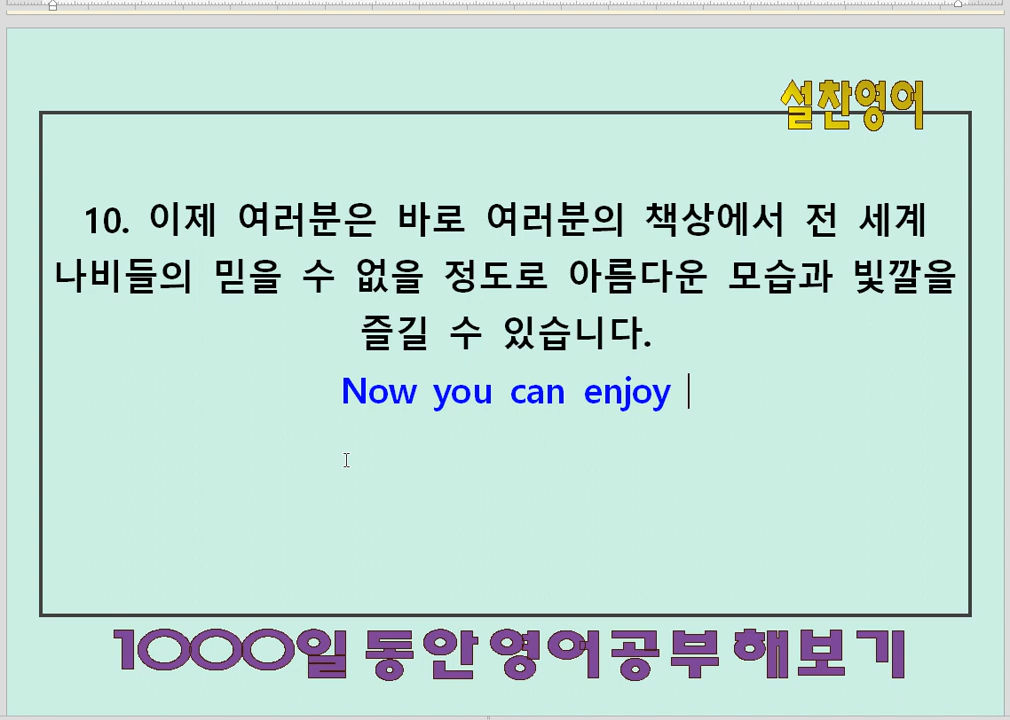 설찬영어
10. 이제 여러분은 바로 여러분의 책상에서 전 세계
나비들의 믿을 수 없을 정도로 아름다운 모습과 빛깔을
즐길 수 있습니다.
Now you can enjoy
1000일 동안 영어공부 해보기